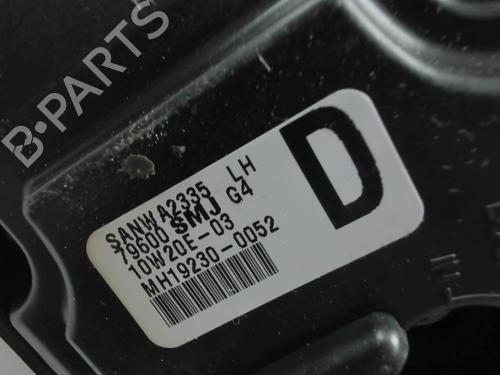 B-PARTS
SANWA2335 LH
79600 SMJ G4
10W20E-03
MH19230-0052
D